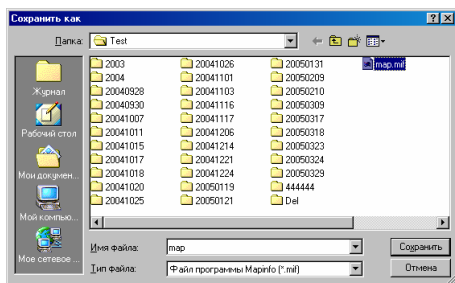 Сохранить как
Папка: Test
2003 20041026 20050131 map.mif
2004 20041101 20050209
20040928 20041103 20050210
20040930 20041116 20050309
20041007 20041117 20050317
20041011 20041206 20050318
20041015 20041214 20050323
20041017 20041221 20050324
20041018 20041224 20050329
20041020 20050119 444444
20041025 20050121 Del
Журнал
Рабочий стол
Мои докумен...
Мой компью...
Мое сетевое ...
Имя файла: map Сохранить
Тип файла: Файл программы Mapinfo (*.mif) Отмена